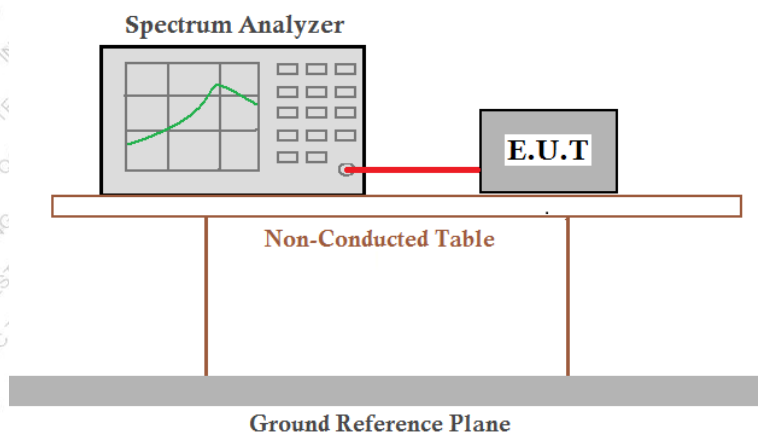 Spectrum Analyzer
E.U.T
Non-Conducted Table
Ground Reference Plane